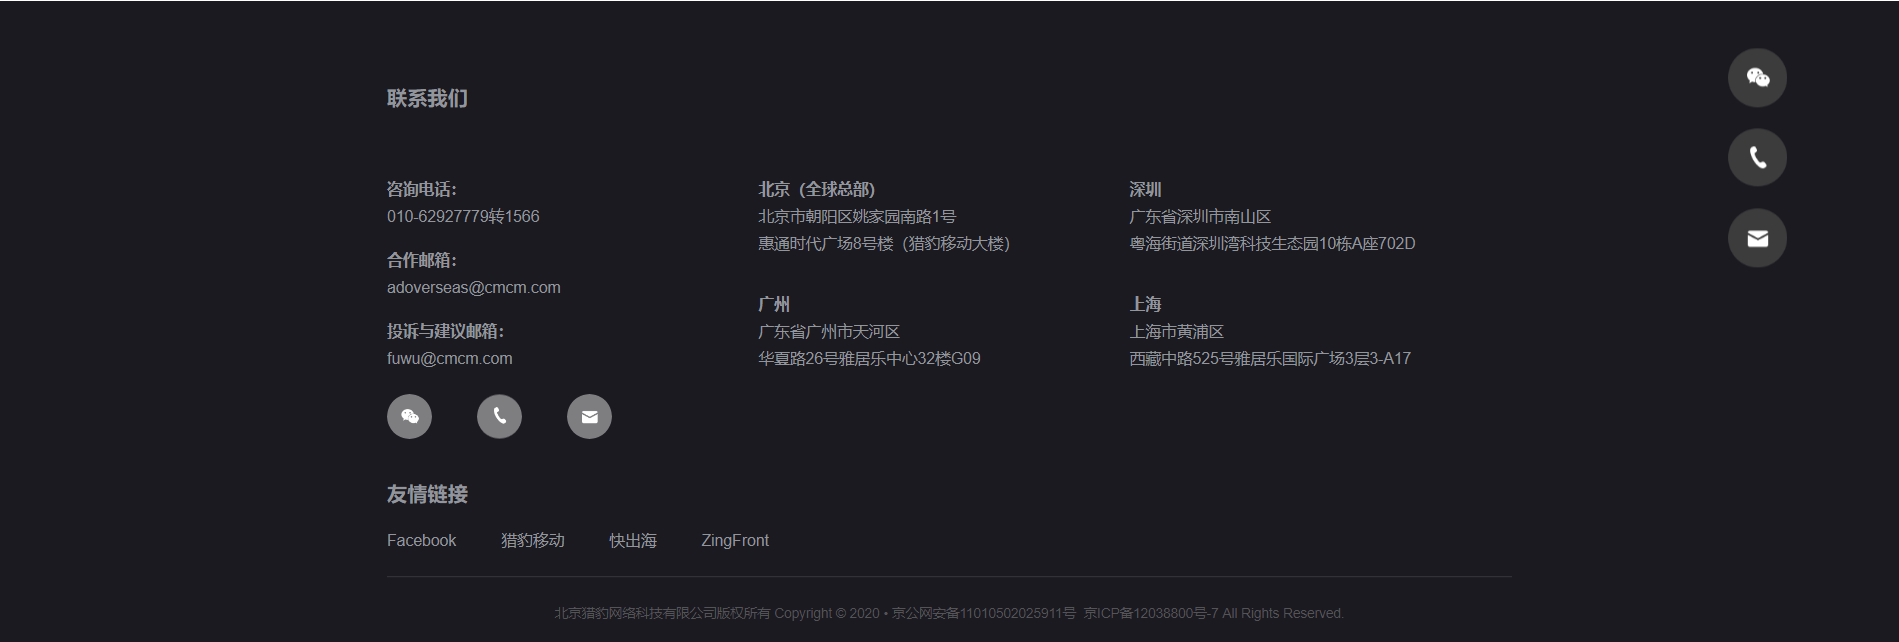 联系我们
咨询电话：
010-62927779转1566
合作邮箱：
adoverseas@cmcm.com
投诉与建议邮箱：
fuwu@cmcm.com
北京（全球总部）
北京市朝阳区姚家园南路1号
惠通时代广场8号楼（猎豹移动大楼）
广州
广东省广州市天河区
华夏路26号雅居乐中心32楼G09
深圳
广东省深圳市南山区
粤海街道深圳湾科技生态园10栋A座702D
上海
上海市黄浦区
西藏中路525号雅居乐国际广场3层3-A17
友情链接
Facebook 猎豹移动 快出海 ZingFront
北京猎豹网络科技有限公司版权所有 Copyright © 2020 • 京公网安备11010502025911号 京ICP备12038800号-7 All Rights Reserved.